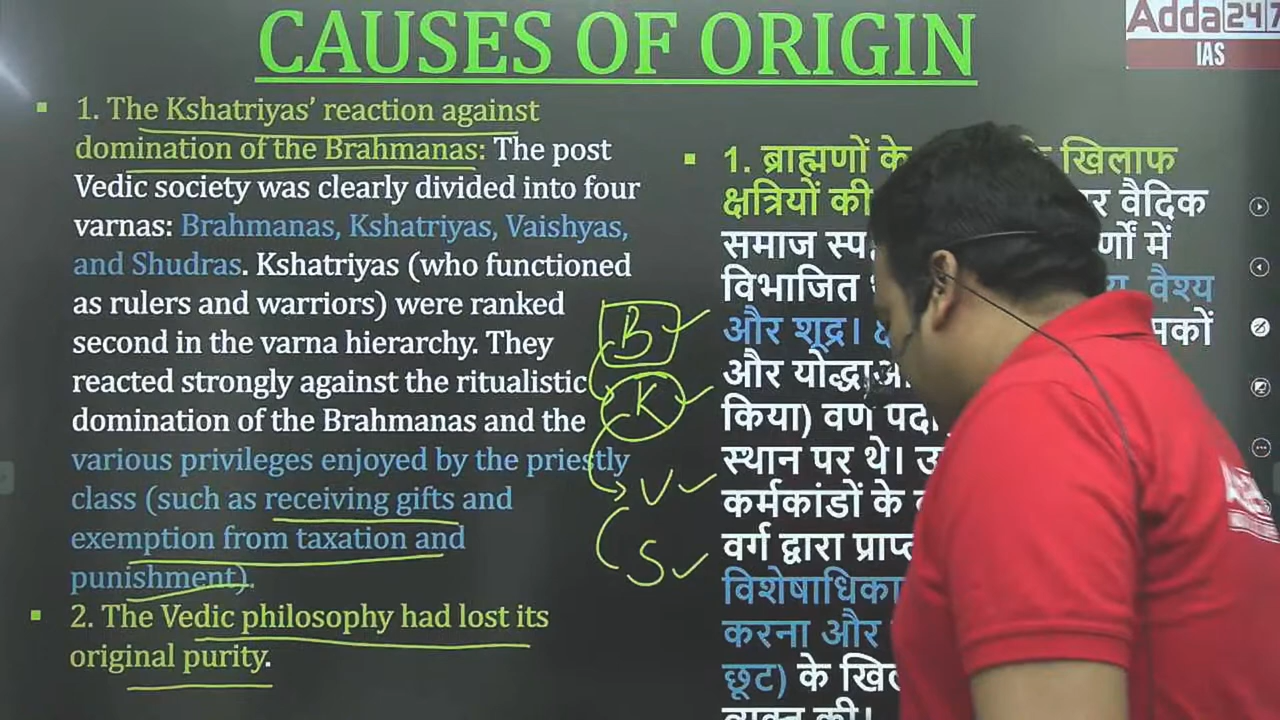 CAUSES OF ORIGIN
Adda247
IAS
1. The Kshatriyas' reaction against
domination of the Brahmanas: The post
Vedic society was clearly divided into four
varnas: Brahmanas, Kshatriyas, Vaishyas,
and Shudras. Kshatriyas (who functioned
as rulers and warriors) were ranked
second in the varna hierarchy. They
reacted strongly against the ritualistic
domination of the Brahmanas and the
various privileges enjoyed by the priestly
class (such as receiving gifts and
exemption from taxation and
punishment).
2. The Vedic philosophy had lost its
original purity.
B
K
V
S
1. ब्राह्मणों के खिलाफ
क्षत्रियों की वैदिक
समाज में
विभाजित वैश्य
और शूद्र।
और
किया) वर्ण
स्थान पर थे।
कर्मकांडों के
वर्ग द्वारा
करना और
छूट) के
व्यक्त की।